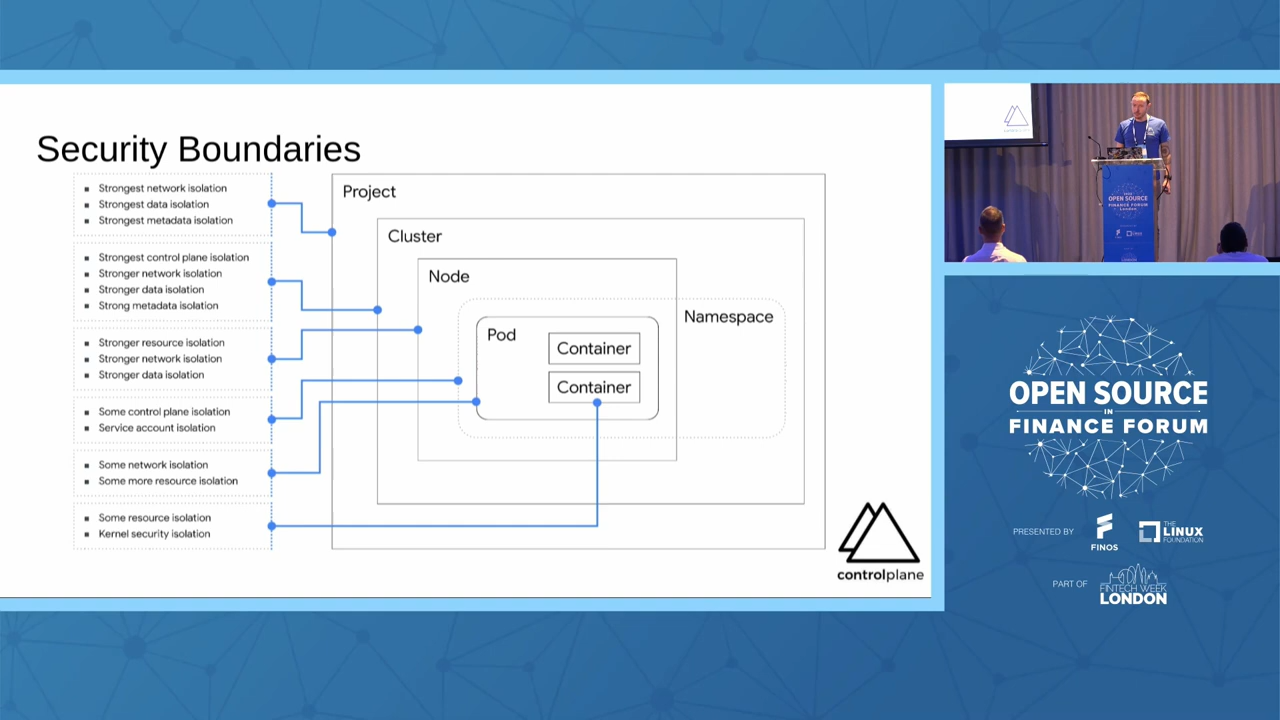 Security Boundaries
Strongest network isolation
Strongest data isolation
Strongest metadata isolation
Strongest control plane isolation
Stronger network isolation
Stronger data isolation
Strong metadata isolation
Stronger resource isolation
Stronger network isolation
Stronger data isolation
Some control plane isolation
Service account isolation
Some network isolation
Some more resource isolation
Some resource isolation
Kernel security isolation
Project
Cluster
Node
Namespace
Pod
Container
Container
controlplane
OPEN SOURCE
FINANCE FORUM
OPEN SOURCE
IN
FINANCE FORUM
PRESENTED BY
FINOS
THE
LINUX
FOUNDATION
PART OF
FINTECH WEEK
LONDON